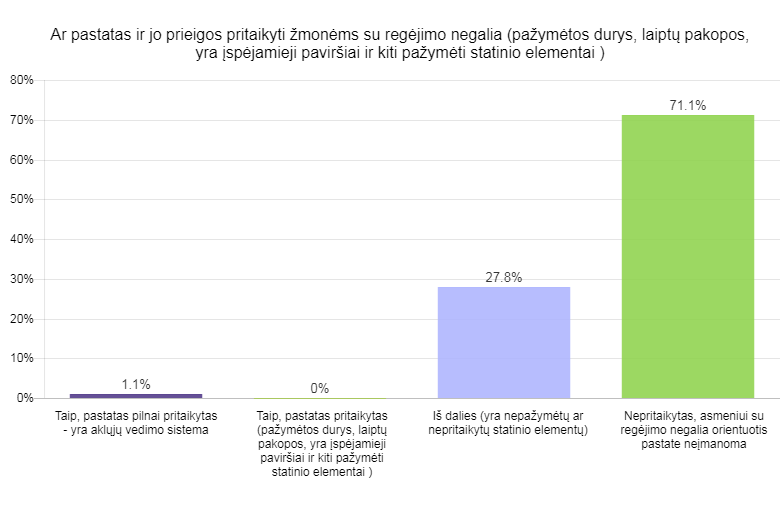 Ar pastatas ir jo prieigos pritaikyti žmonėms su regėjimo negalia (pažymėtos durys, laiptų pakopos,
yra įspėjamieji paviršiai ir kiti pažymėti statinio elementai )
80%
70%
60%
50%
40%
30%
20%
10%
0%
1.1%
0%
27.8%
71.1%
Taip, pastatas pilnai pritaikytas
- yra aklųjų vedimo sistema
Taip, pastatas pritaikytas
(pažymėtos durys, laiptų
pakopos, yra įspėjamieji
paviršiai ir kiti pažymėti
statinio elementai )
Iš dalies (yra nepažymėtų ar
nepritaikytų statinio elementų)
Nepritaikytas, asmeniui su
regėjimo negalia orientuotis
pastate neįmanoma